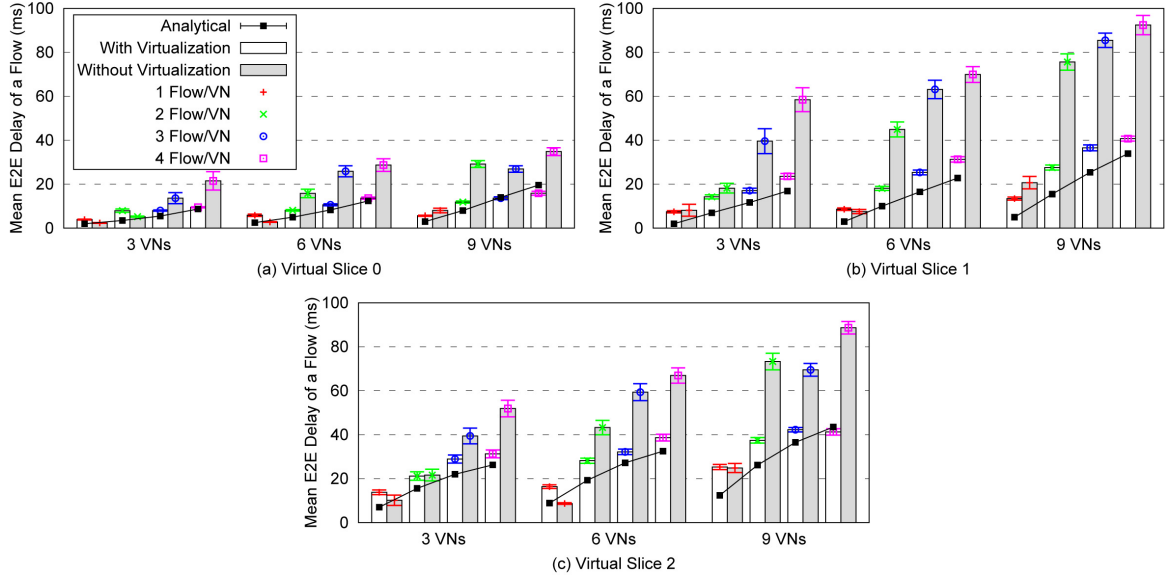 Mean E2E Delay of a Flow (ms)
100
80
60
40
20
0
Analytical
With Virtualization
Without Virtualization
1 Flow/VN
2 Flow/VN
3 Flow/VN
4 Flow/VN
3 VNs 6 VNs 9 VNs
(a) Virtual Slice 0
Mean E2E Delay of a Flow (ms)
100
80
60
40
20
0
3 VNs 6 VNs 9 VNs
(b) Virtual Slice 1
Mean E2E Delay of a Flow (ms)
100
80
60
40
20
0
3 VNs 6 VNs 9 VNs
(c) Virtual Slice 2